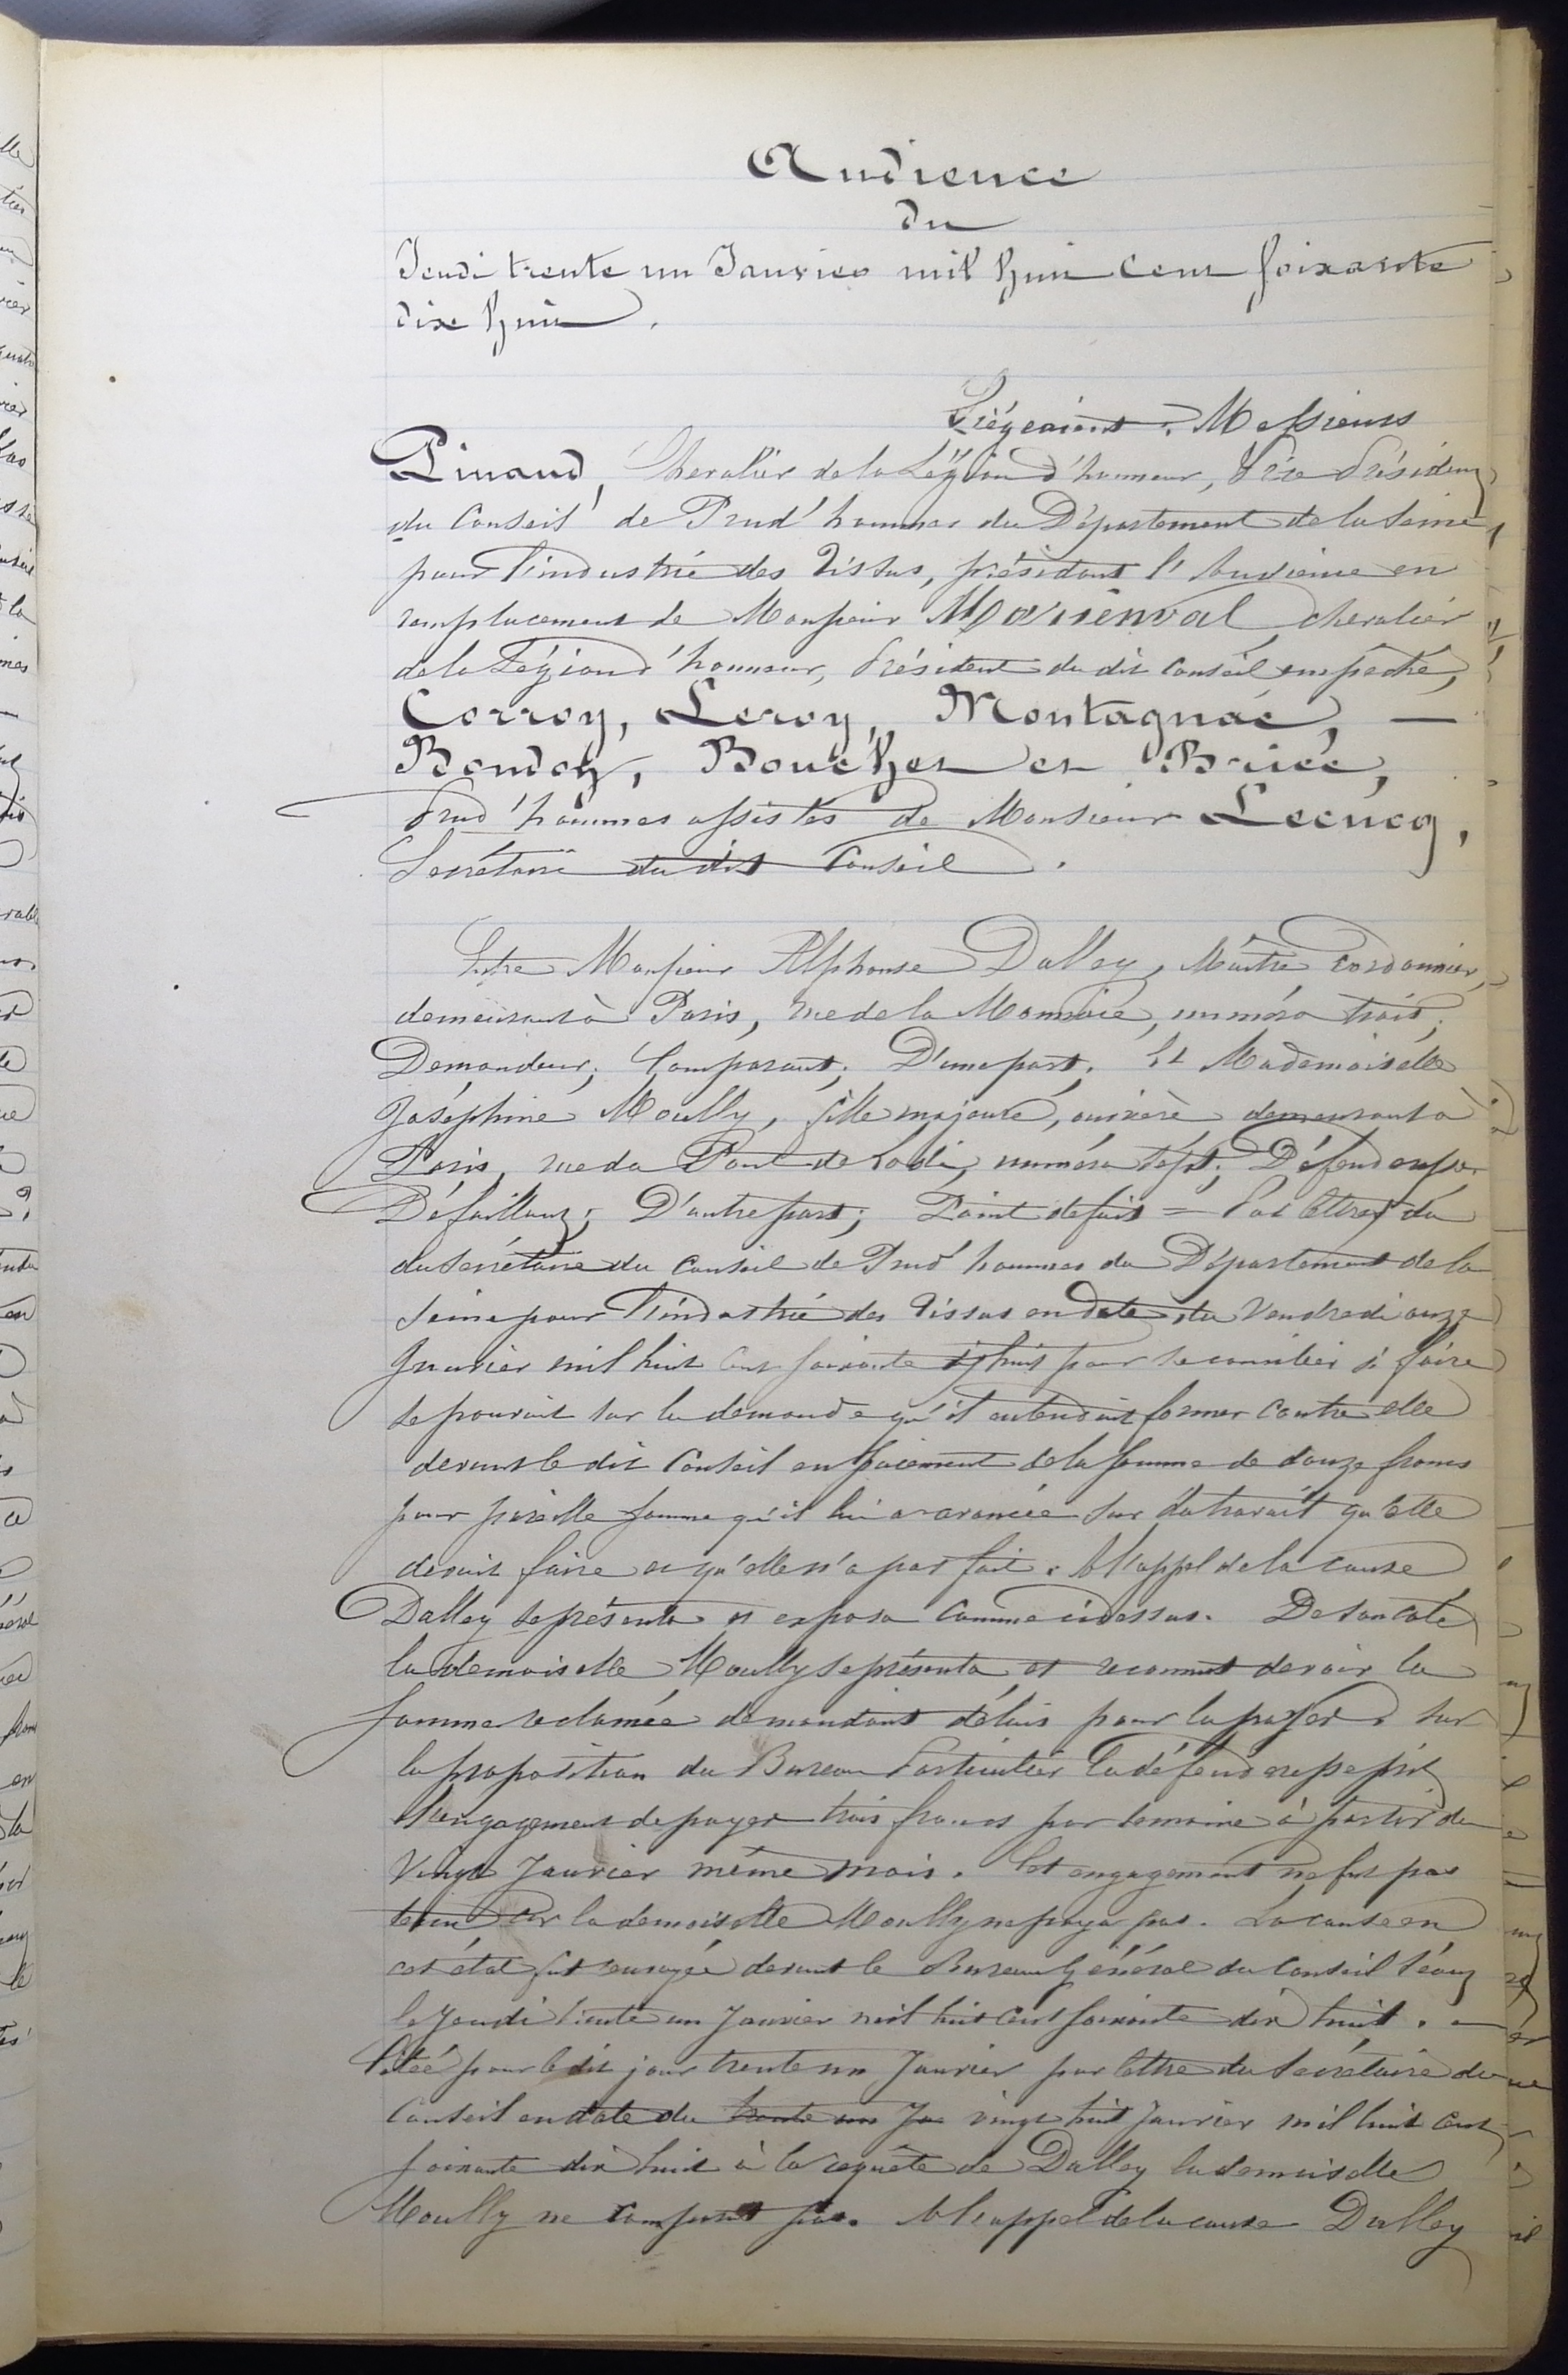 Audience
du
Jeudi trente un Janvier mil huit cent soixante
dix huit.
Siégeaient : Messieurs
Pinaud, Chevalier de la Légion d'honneur, Vice Président
du Conseil de Prud'hommes du Département de la Seine
pour l'industrie des Tissus, présidant l'Audience en
remplacement de Monsieur Marienval chevalier
de la Légion d'honneur, Président du dit Conseil empêché,
Corroy, Leroy, Montagnac, —
Bondoy, Boucher et Briée,
Prud'hommes assistés de Monsieur Lecucq,
Secrétaire du dit Conseil.
Entre Monsieur Alphonse Dalley, Maître Cordonnier,
demeurant à Paris, rue de la Monnaie, numéro trois;
Demandeur; Comparant; D'une part; Et Mademoiselle
Joséphine Moully, fille majeure, ouvrière demeurant à
Paris, rue du Pont de Lodi, numéro sept; Défenderesse
Défaillant; D'autre part; Point de fait = Par lettres du
du Secrétaire du Conseil de Prud'hommes du Département de la
Seine pour l'industrie des Tissus en date du Vendredi onze
Janvier mil huit cent soixante dix huit pour se concilier si faire
se pouvait sur la demande qu'il entendait former contre elle
devant le dit Conseil en paiement de la somme de douze francs
pour pareille somme qu'il lui a avancée sur du travail qu'elle
devait faire et qu'elle n'a pas fait. A l'appel de la cause
Dalley se présenta et exposa comme ci dessus. De son côté
la demoiselle Moully se présenta et reconnut devoir la
somme réclamée demandant délais pour la payer. Sur
la proposition du Bureau Particulier la défenderesse prit
l'engagement de payer trois francs par semaine à partir du
Vingt Janvier même mois. Cet engagement ne fut pas
tenu, car la demoiselle Moully ne paya pas. La cause en
cet état fut renvoyée devant le Bureau Général du Conseil séant
le Jeudi trente un Janvier mil huit cent soixante dix huit. —
Citée pour le dit jour trente un Janvier par lettre du Secrétaire du
Conseil en date du trente un Ja vingt huit Janvier mil huit cent
soixante dix huit à la requête de Dalley la demoiselle
Moully ne comparut pas. A l'appel de la cause Dalley